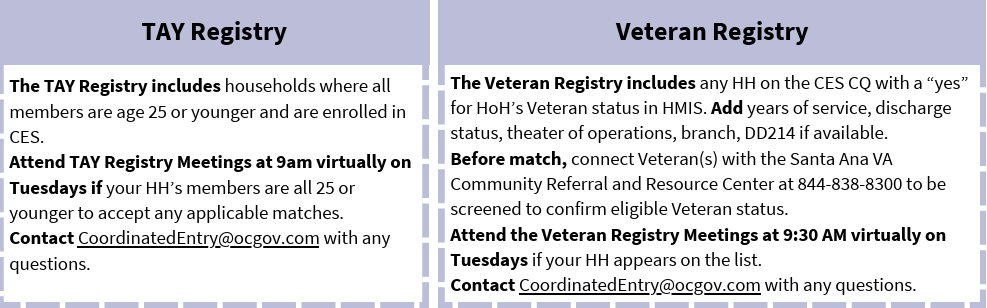 TAY Registry
The TAY Registry includes households where all
members are age 25 or younger and are enrolled in
CES.
Attend TAY Registry Meetings at 9am virtually on
Tuesdays if your HH’s members are all 25 or
younger to accept any applicable matches.
Contact CoordinatedEntry@ocgov.com with any
questions.
Veteran Registry
The Veteran Registry includes any HH on the CES CQ with a “yes”
for HoH’s Veteran status in HMIS. Add years of service, discharge
status, theater of operations, branch, DD214 if available.
Before match, connect Veteran(s) with the Santa Ana VA
Community Referral and Resource Center at 844-838-8300 to be
screened to confirm eligible Veteran status.
Attend the Veteran Registry Meetings at 9:30 AM virtually on
Tuesdays if your HH appears on the list.
Contact CoordinatedEntry@ocgov.com with any questions.